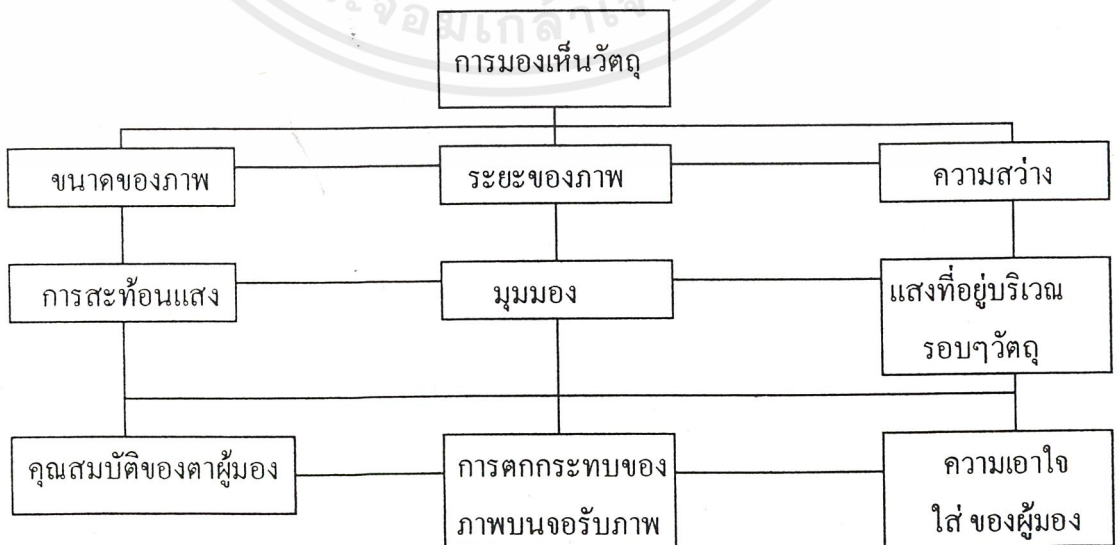 การมองเห็นวัตถุ
ขนาดของภาพ
ระยะของภาพ
ความสว่าง
การสะท้อนแสง
มุมมอง
แสงที่อยู่บริเวณ
รอบๆวัตถุ
คุณสมบัติของตาผู้มอง
การตกกระทบของ
ภาพบนจอรับภาพ
ความเอาใจ
ใส่ ของผู้มอง